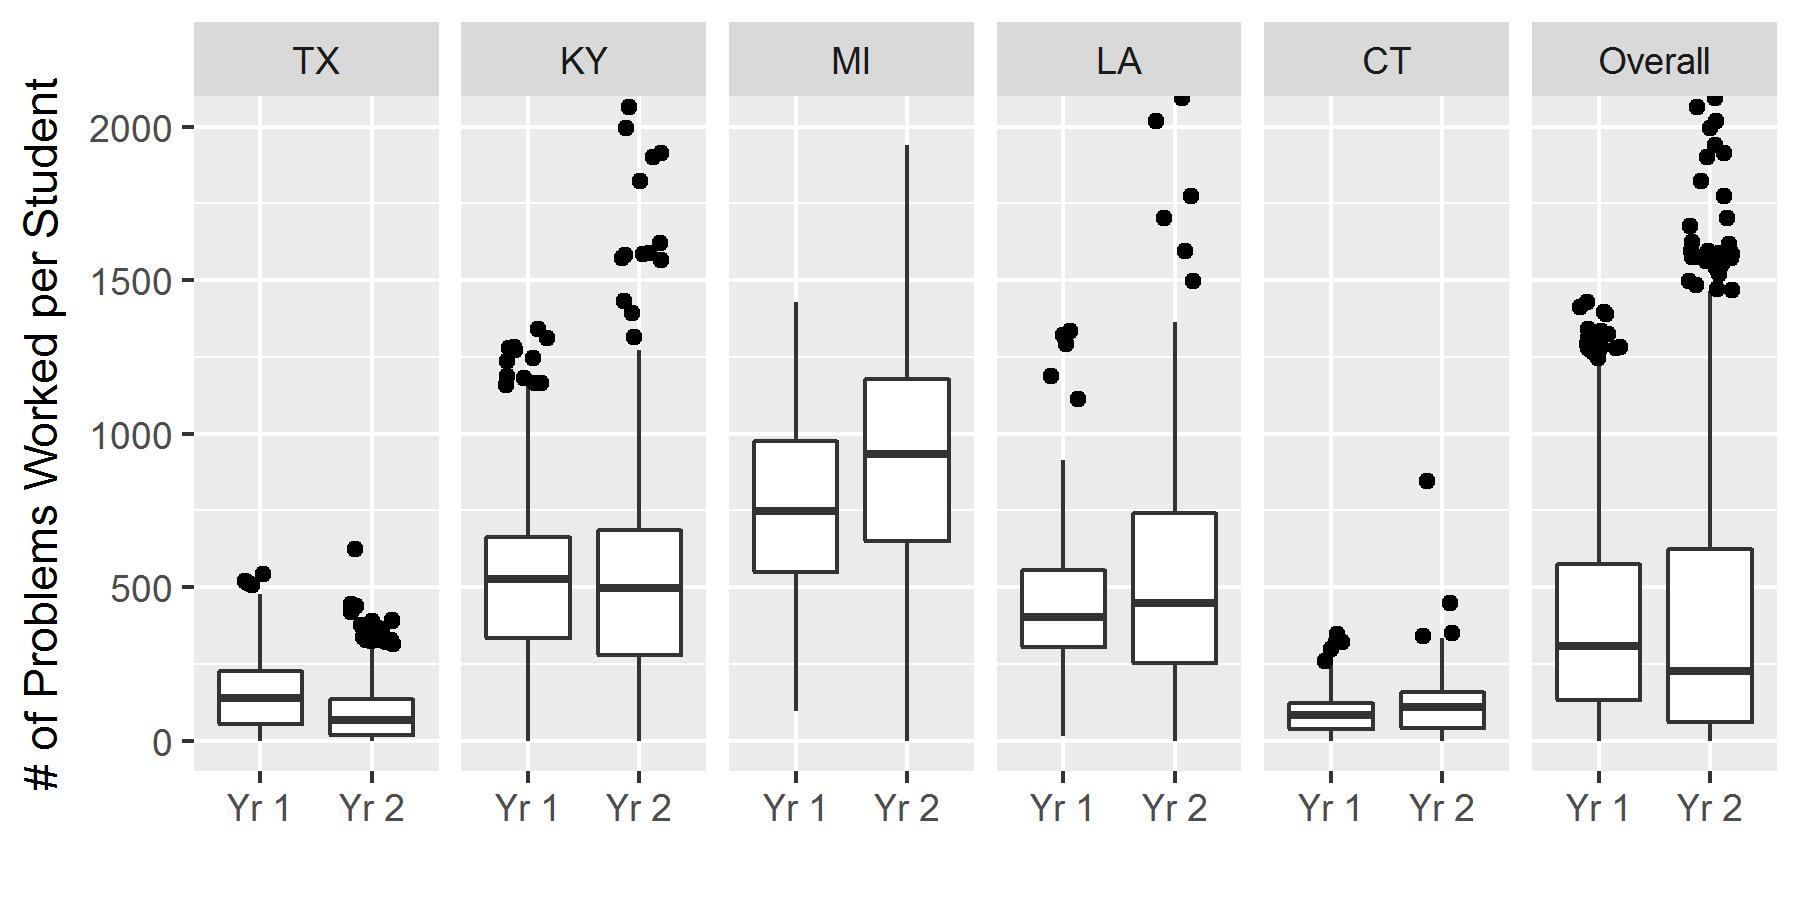 TX KY MI LA CT Overall
# of Problems Worked per Student
2000
1500
1000
500
0
Yr 1 Yr 2 Yr 1 Yr 2 Yr 1 Yr 2 Yr 1 Yr 2 Yr 1 Yr 2 Yr 1 Yr 2